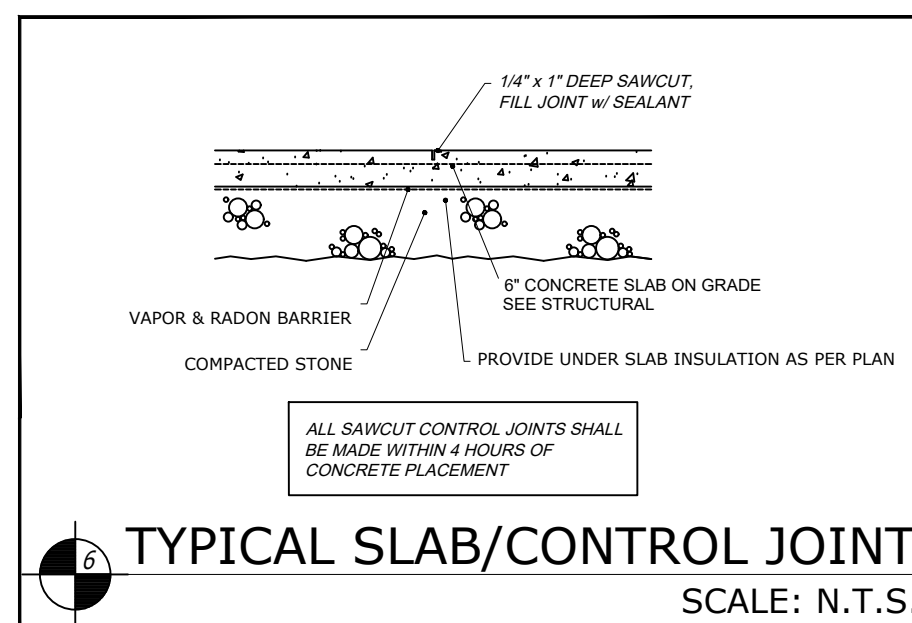 1/4" x 1" DEEP SAWCUT,
FILL JOINT w/ SEALANT
6" CONCRETE SLAB ON GRADE
SEE STRUCTURAL
VAPOR & RADON BARRIER
COMPACTED STONE
PROVIDE UNDER SLAB INSULATION AS PER PLAN
ALL SAWCUT CONTROL JOINTS SHALL
BE MADE WITHIN 4 HOURS OF
CONCRETE PLACEMENT
6
TYPICAL SLAB/CONTROL JOINT
SCALE: N.T.S.